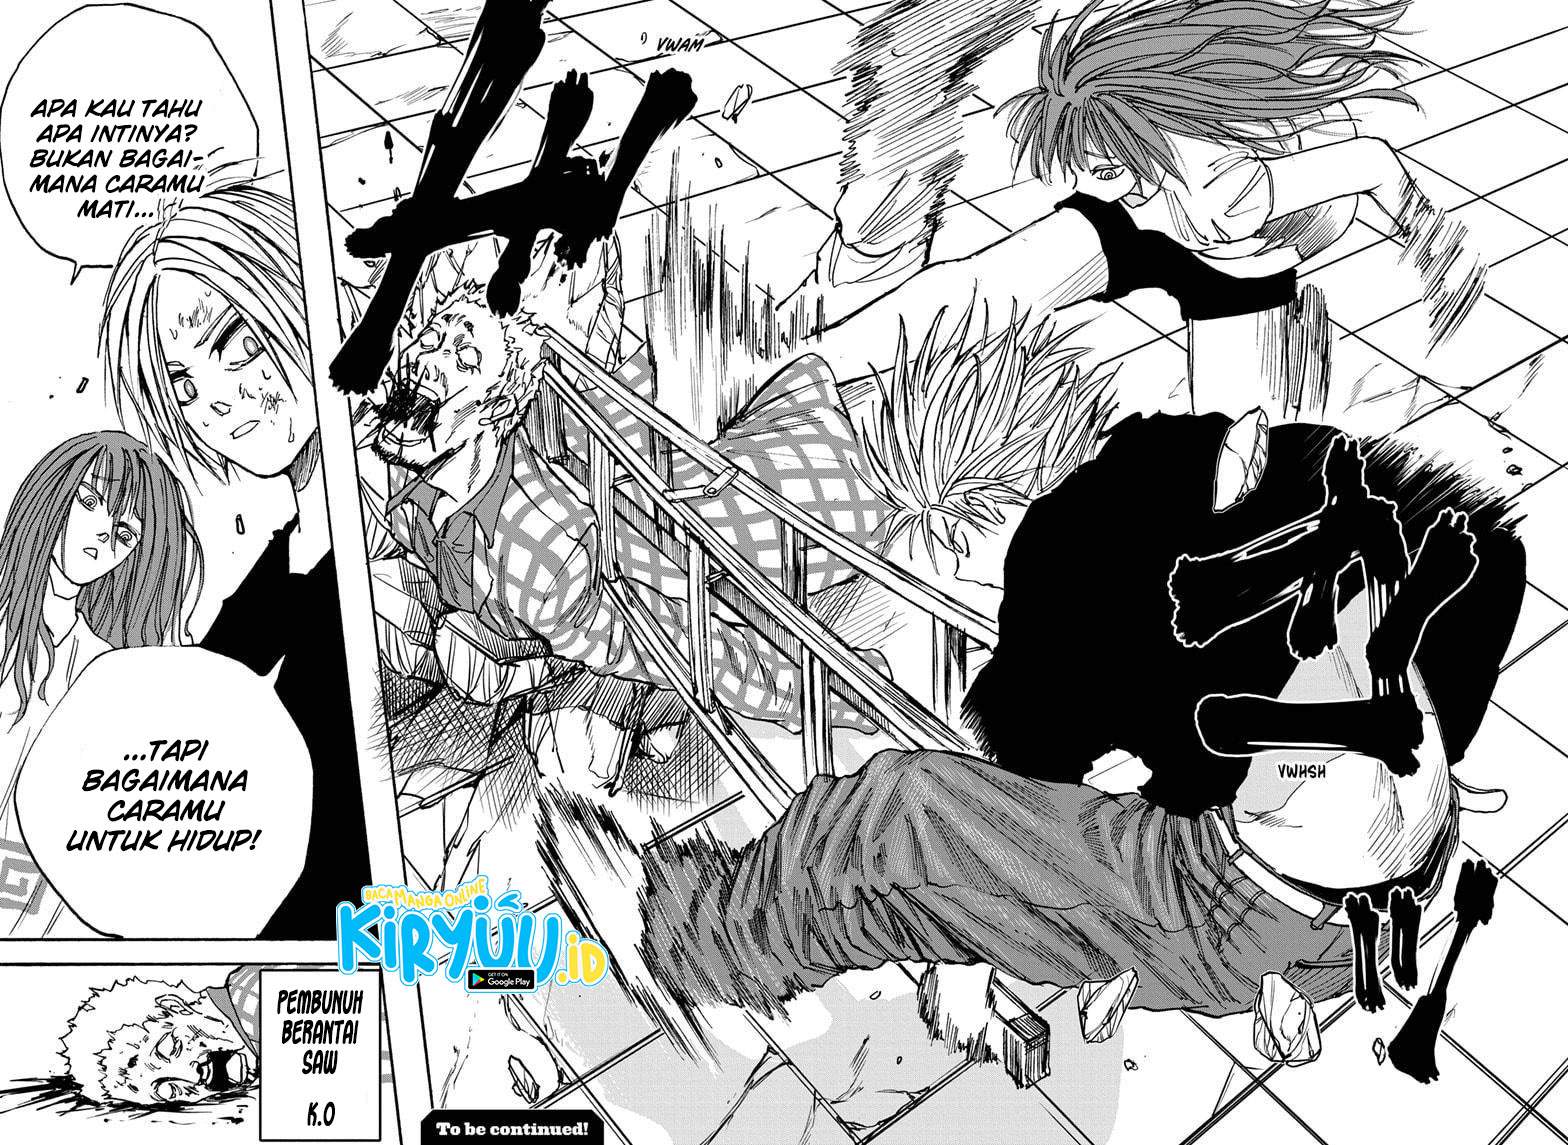 APA KAU TAHU
APA INTINYA?
BUKAN BAGAI-
MANA CARAMU
MATI...
...TAPI
BAGAIMANA
CARAMU
UNTUK HIDUP!
VWAM
VWHSH
PEMBUNUH
BERANTAI
SAW
K.O
BACA MANGA ONLINE
KIRYUU.ID
GET IT ON
Google Play
To be continued!